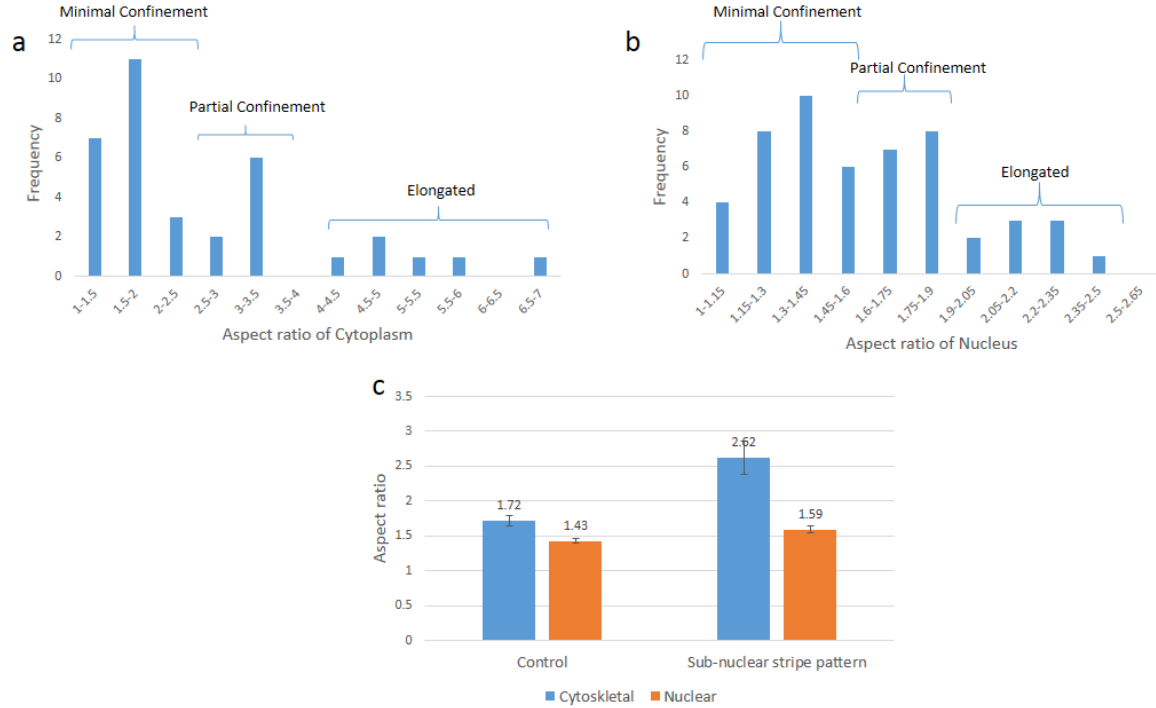 a
Minimal Confinement
Partial Confinement
Elongated
12
10
8
6
4
2
0
Frequency
1-1.5
1.5-2
2-2.5
2.5-3
3-3.5
3.5-4
4-4.5
4.5-5
5-5.5
5.5-6
6-6.5
6.5-7
Aspect ratio of Cytoplasm
b
Minimal Confinement
Partial Confinement
Elongated
12
10
8
6
4
2
0
Frequency
1-1.15
1.15-1.3
1.3-1.45
1.45-1.6
1.6-1.75
1.75-1.9
1.9-2.05
2.05-2.2
2.2-2.35
2.35-2.5
2.5-2.65
Aspect ratio of Nucleus
c
3.5
3
2.5
2
1.5
1
0.5
0
Aspect ratio
1.72
1.43
2.62
1.59
Control
Sub-nuclear stripe pattern
Cytoskletal
Nuclear